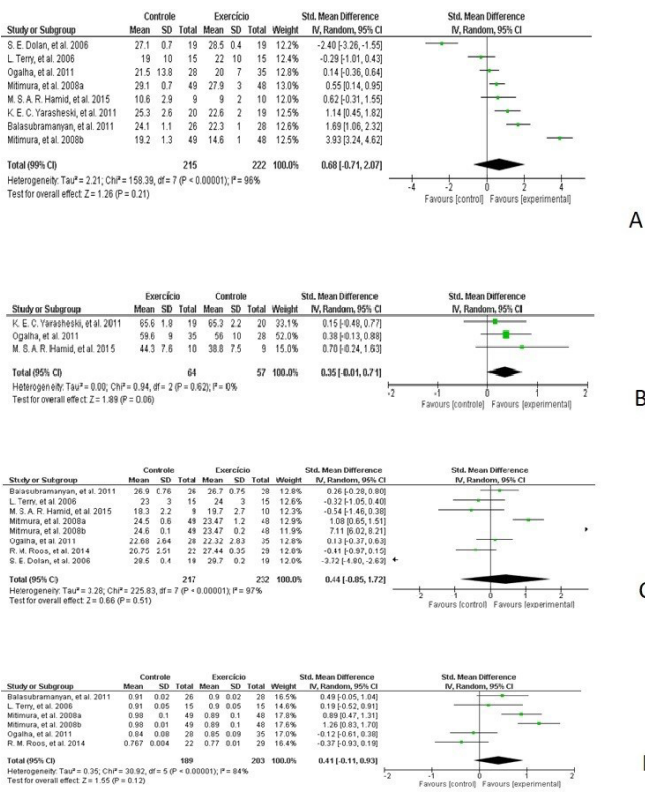 Controle Exercício Std. Mean Difference Std. Mean Difference
Study or Subgroup Mean SD Total Mean SD Total Weight IV, Random, 95% CI IV, Random, 95% CI
S. E. Dolan, et al. 2006 27.1 0.7 19 28.5 0.4 19 12.2% -2.40 [-3.26, -1.55]
L. Terry, et al. 2006 19 10 15 22 10 15 12.5% -0.29 [-1.01, 0.43]
Ogalha, et al. 2011 21.5 13.8 28 20 7 35 12.7% 0.14 [-0.36, 0.64]
Mitimura, et al. 2008a 29.1 0.7 49 27.9 3 48 12.8% 0.55 [0.14, 0.95]
M. S. A. R. Hamid, et al 2015 10.6 2.9 9 9 2 10 12.1% 0.62 [-0.31, 1.55]
K. E. C. Yarasheski, et al. 2011 25.3 2.6 20 22.6 2 19 12.5% 1.14 [0.45, 1.82]
Balasubramanyan, et al. 2011 24.1 1.1 26 22.3 1 28 12.6% 1.69 [1.06, 2.32]
Mitimura, et al. 2008b 19.2 1.3 49 14.6 1 48 12.5% 3.93 [3.24, 4.62]
Total (99% CI) 215 222 100.0% 0.68 [-0.71, 2.07]
Heterogeneity: Tau² = 2.21; Chi² = 158.39, df = 7 (P < 0.00001); I² = 96%
Test for overall effect: Z = 1.26 (P = 0.21)
-4 -2 0 2 4
Favours [control] Favours [experimental]
A
Exercício Controle Std. Mean Difference Std. Mean Difference
Study or Subgroup Mean SD Total Mean SD Total Weight IV, Random, 95% CI IV, Random, 95% CI
K. E. C. Yarasheski, et al. 2011 65.6 1.8 19 65.3 2.2 20 33.1% 0.15 [-0.48, 0.77]
Ogalha, et al. 2011 59.6 9 35 56 10 28 52.0% 0.38 [-0.13, 0.88]
M. S. A. R. Hamid, et al 2015 44.3 7.6 10 38.8 7.5 9 15.0% 0.70 [-0.24, 1.63]
Total (95% CI) 64 57 100.0% 0.35 [-0.01, 0.71]
Heterogeneity: Tau² = 0.00; Chi² = 0.94, df = 2 (P = 0.62); I² = 0%
Test for overall effect: Z = 1.89 (P = 0.06)
-2 -1 0 1 2
Favours [controle] Favours [experimental]
B
Controle Exercício Std. Mean Difference Std. Mean Difference
Study or Subgroup Mean SD Total Mean SD Total Weight IV, Random, 95% CI IV, Random, 95% CI
Balasubramanyan, et al. 2011 26.9 0.76 26 26.7 0.75 28 12.8% 0.26 [-0.28, 0.80]
L. Terry, et al. 2006 23 3 15 24 3 15 12.6% -0.32 [-1.05, 0.40]
M. S. A. R. Hamid, et al 2015 18.3 2.2 9 19.7 2.7 10 12.3% -0.54 [-1.46, 0.38]
Mitimura, et al. 2008a 24.5 0.6 49 23.47 1.2 48 12.9% 1.08 [0.65, 1.51]
Mitimura, et al. 2008b 24.6 0.1 49 23.47 0.2 48 11.8% 7.11 [6.02, 8.21]
Ogalha, et al. 2011 22.68 2.64 28 22.32 2.83 35 12.9% 0.13 [-0.37, 0.63]
R. M. Roos, et al. 2014 26.75 2.51 22 27.44 0.35 29 12.8% -0.41 [-0.97, 0.15]
S. E. Dolan, et al. 2006 28.5 0.4 19 29.7 0.2 19 11.9% -3.72 [-4.80, -2.63]
Total (95% CI) 217 232 100.0% 0.44 [-0.85, 1.72]
Heterogeneity: Tau² = 3.28; Chi² = 225.83, df = 7 (P < 0.00001); I² = 97%
Test for overall effect: Z = 0.66 (P = 0.51)
-2 -1 0 1 2
Favours [control] Favours [experimental]
C
Controle Exercício Std. Mean Difference Std. Mean Difference
Study or Subgroup Mean SD Total Mean SD Total Weight IV, Random, 95% CI IV, Random, 95% CI
Balasubramanyan, et al. 2011 0.91 0.02 26 0.9 0.02 28 16.5% 0.49 [-0.05, 1.04]
L. Terry, et al. 2006 0.91 0.05 15 0.9 0.05 15 14.5% 0.19 [-0.52, 0.91]
Mitimura, et al. 2008a 0.98 0.1 49 0.89 0.1 48 17.7% 0.89 [0.47, 1.31]
Mitimura, et al. 2008b 0.98 0.01 49 0.89 0.1 48 17.5% 1.26 [0.83, 1.70]
Ogalha, et al. 2011 0.84 0.08 28 0.85 0.09 35 17.0% -0.12 [-0.61, 0.38]
R. M. Roos, et al. 2014 0.767 0.004 22 0.77 0.01 29 16.3% -0.37 [-0.93, 0.19]
Total (95% CI) 189 203 100.0% 0.41 [-0.11, 0.93]
Heterogeneity: Tau² = 0.35; Chi² = 30.92, df = 5 (P < 0.00001); I² = 84%
Test for overall effect: Z = 1.55 (P = 0.12)
-2 -1 0 1 2
Favours [control] Favours [experimental]